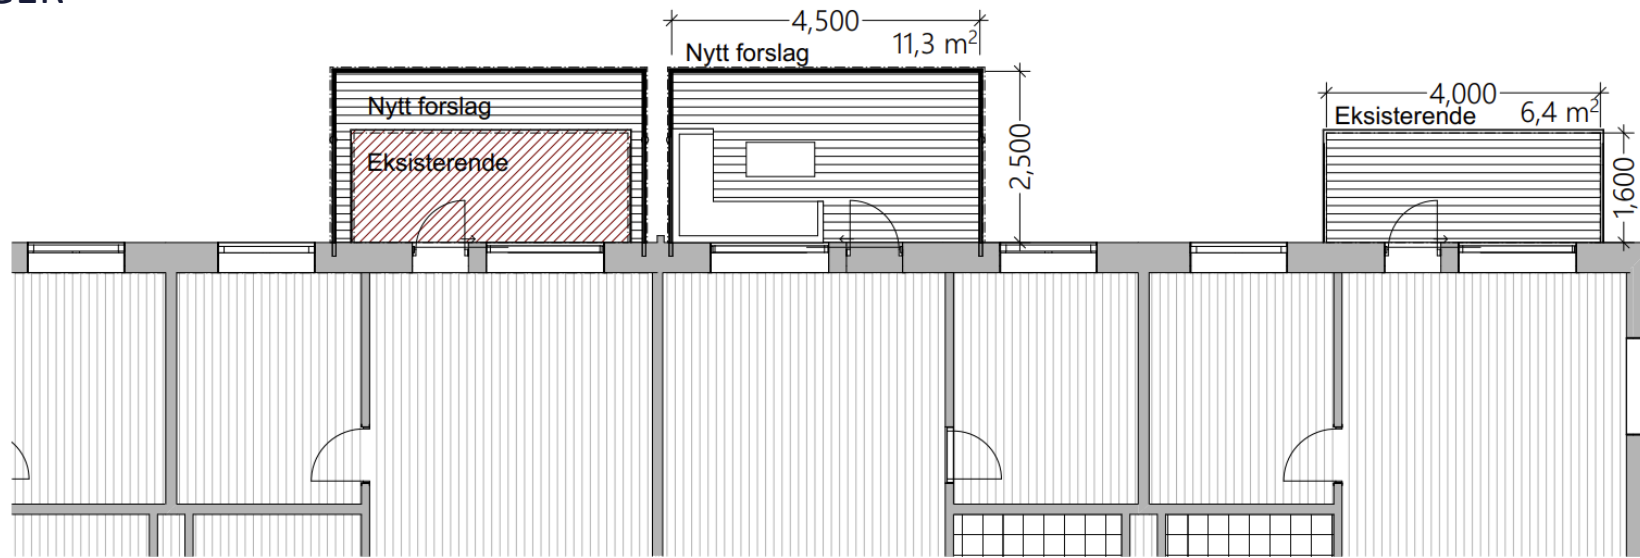 4,500
11,3 m²
Nytt forslag
Nytt forslag
Eksisterende
2,500
4,000
Eksisterende 6,4 m²
1,600